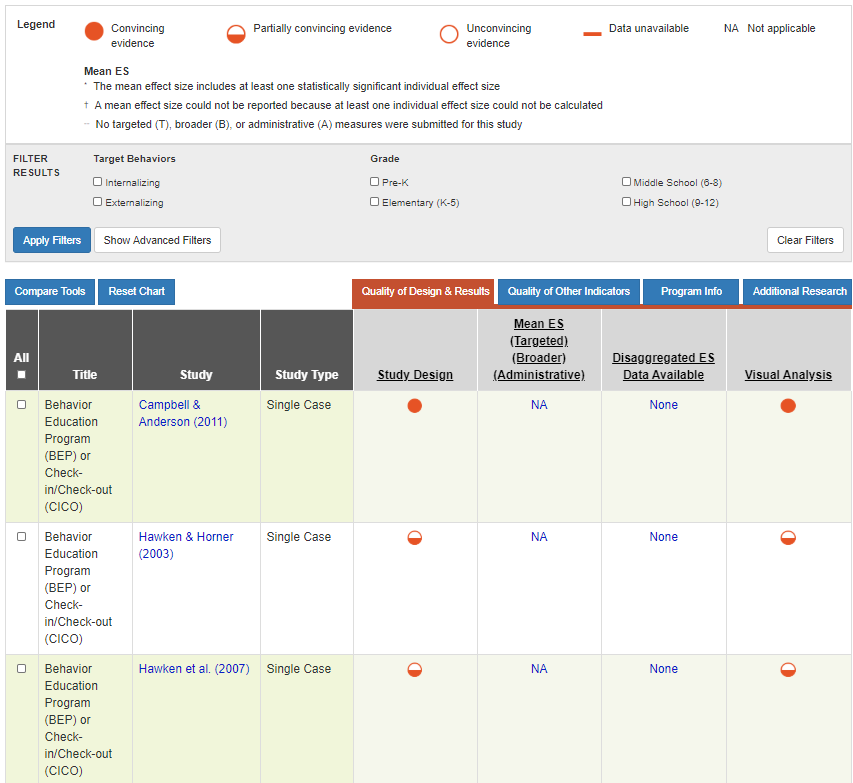 Legend
Convincing
evidence
Partially convincing evidence
Unconvincing
evidence
Data unavailable
NA Not applicable
Mean ES
* The mean effect size includes at least one statistically significant individual effect size
† A mean effect size could not be reported because at least one individual effect size could not be calculated
— No targeted (T), broader (B), or administrative (A) measures were submitted for this study
FILTER
RESULTS
Target Behaviors
Internalizing
Externalizing
Grade
Pre-K
Elementary (K-5)
Middle School (6-8)
High School (9-12)
Apply Filters
Show Advanced Filters
Clear Filters
Compare Tools
Reset Chart
Quality of Design & Results
Quality of Other Indicators
Program Info
Additional Research
All
Title
Study
Study Type
Study Design
Mean ES
(Targeted)
(Broader)
(Administrative)
Disaggregated ES
Data Available
Visual Analysis
Behavior
Education
Program
(BEP) or
Check-
in/Check-out
(CICO)
Campbell &
Anderson (2011)
Single Case
NA
None
Behavior
Education
Program
(BEP) or
Check-
in/Check-out
(CICO)
Hawken & Horner
(2003)
Single Case
NA
None
Behavior
Education
Program
(BEP) or
Check-
in/Check-out
(CICO)
Hawken et al. (2007)
Single Case
NA
None